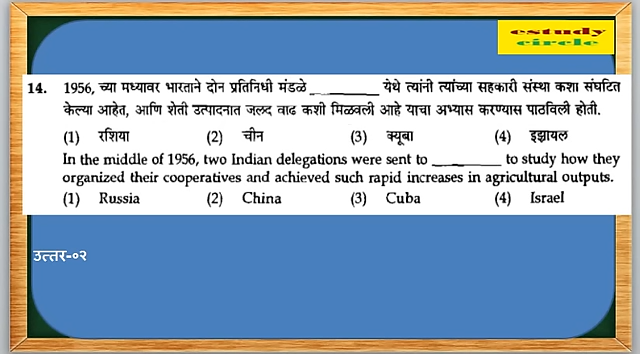 estudy
circle
14. 1956, च्या मध्यावर भारताने दोन प्रतिनिधी मंडळे ________ येथे त्यांनी त्यांच्या सहकारी संस्था कशा संघटित
केल्या आहेत, आणि शेती उत्पादनात जलद वाढ कशी मिळवली आहे याचा अभ्यास करण्यास पाठविली होती.
(1) रशिया (2) चीन (3) क्यूबा (4) इझ्रायल
In the middle of 1956, two Indian delegations were sent to ________ to study how they
organized their cooperatives and achieved such rapid increases in agricultural outputs.
(1) Russia (2) China (3) Cuba (4) Israel
उत्तर-०२